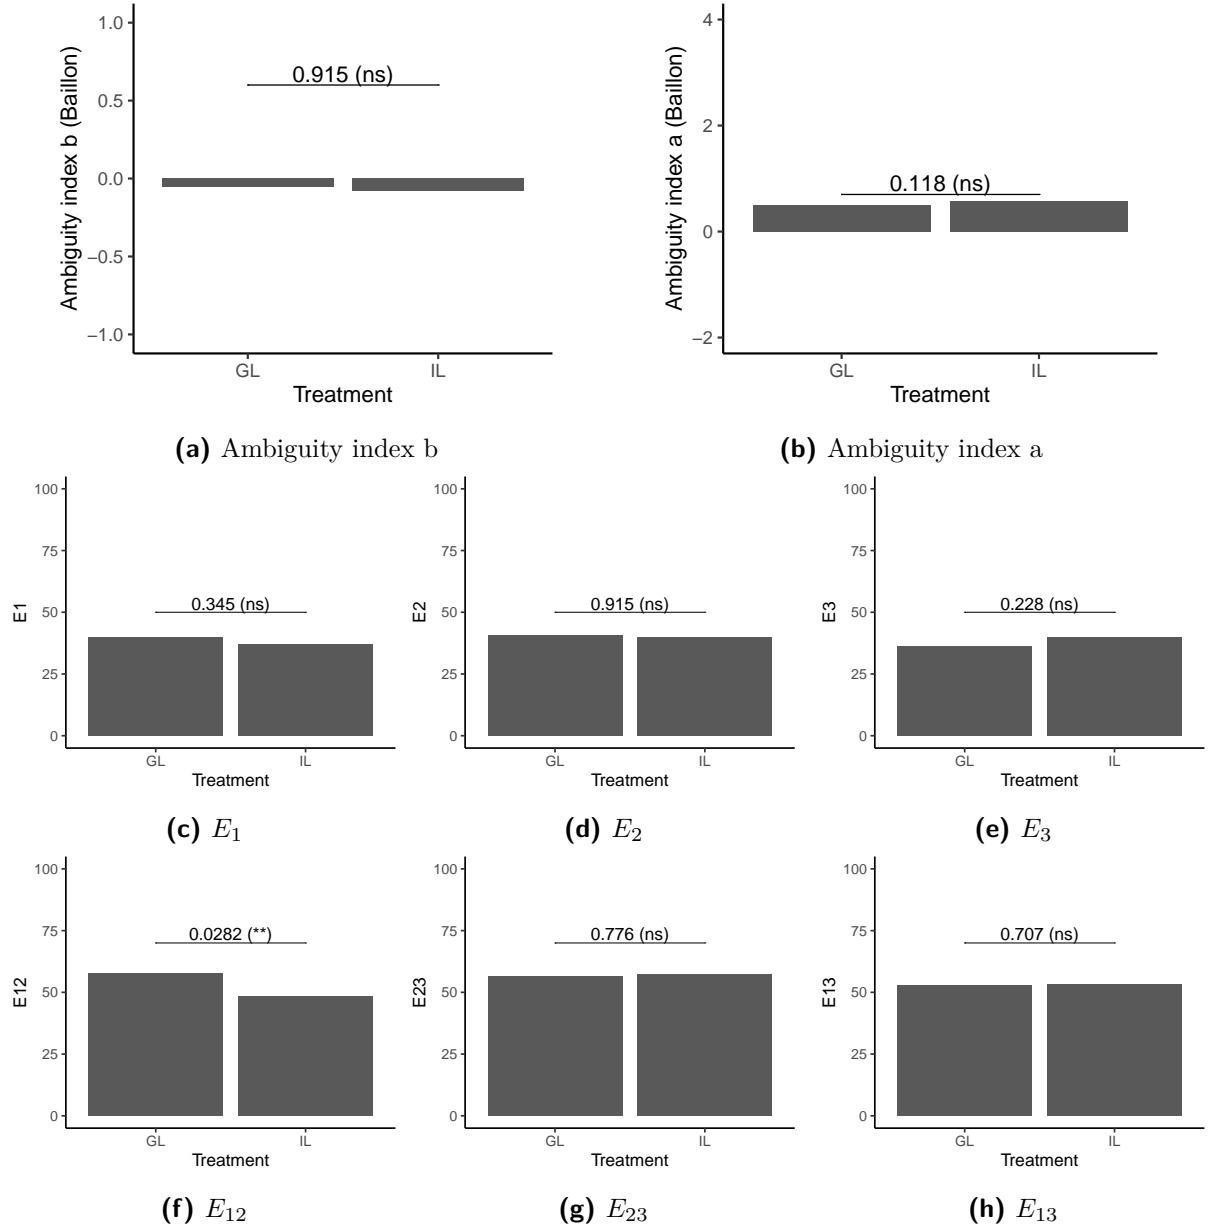 Ambiguity index b (Baillon)
1.0
0.5
0.0
−0.5
−1.0
0.915 (ns)
GL IL
Treatment
(a) Ambiguity index b
Ambiguity index a (Baillon)
4
2
0
−2
0.118 (ns)
GL IL
Treatment
(b) Ambiguity index a
E1
100
75
50
25
0
0.345 (ns)
GL IL
Treatment
(c) E1
E2
100
75
50
25
0
0.915 (ns)
GL IL
Treatment
(d) E2
E3
100
75
50
25
0
0.228 (ns)
GL IL
Treatment
(e) E3
E12
100
75
50
25
0
0.0282 (**)
GL IL
Treatment
(f) E12
E23
100
75
50
25
0
0.776 (ns)
GL IL
Treatment
(g) E23
E13
100
75
50
25
0
0.707 (ns)
GL IL
Treatment
(h) E13